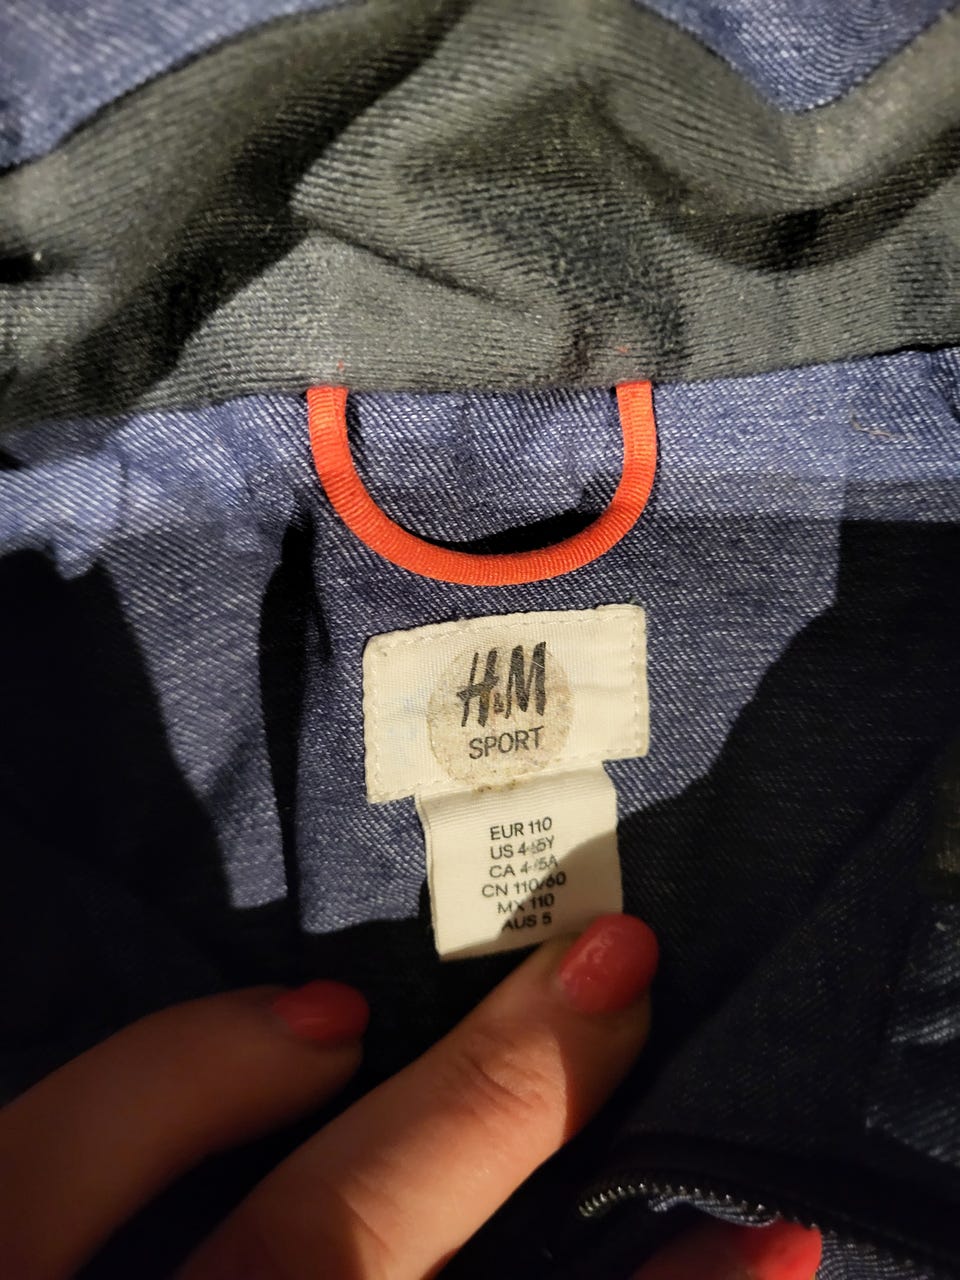 H&M
SPORT
EUR 110
US 4-5Y
CA 4-5A
CN 110/60
MX 110
AUS 5